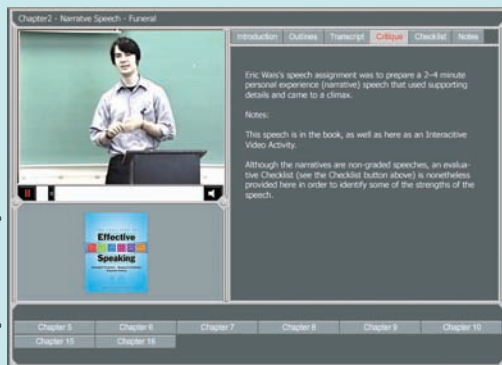 Chapter2 - Narratve Speech - Funeral
Introduction Outlines Transcript Critique Checklist Notes
Eric Wais's speech assignment was to prepare a 2–4 minute
personal experience (narrative) speech that used supporting
details and came to a climax.
Notes:
This speech is in the book, as well as here as an Interacitive
Video Activity.
Although the narratives are non-graded speeches, an evalua-
tive Checklist (see the Checklist button above) is nonetheless
provided here in order to identify some of the strengths of the
speech.
Effective
Speaking
Chapter 5 Chapter 6 Chapter 7 Chapter 8 Chapter 9 Chapter 10
Chapter 15 Chapter 16